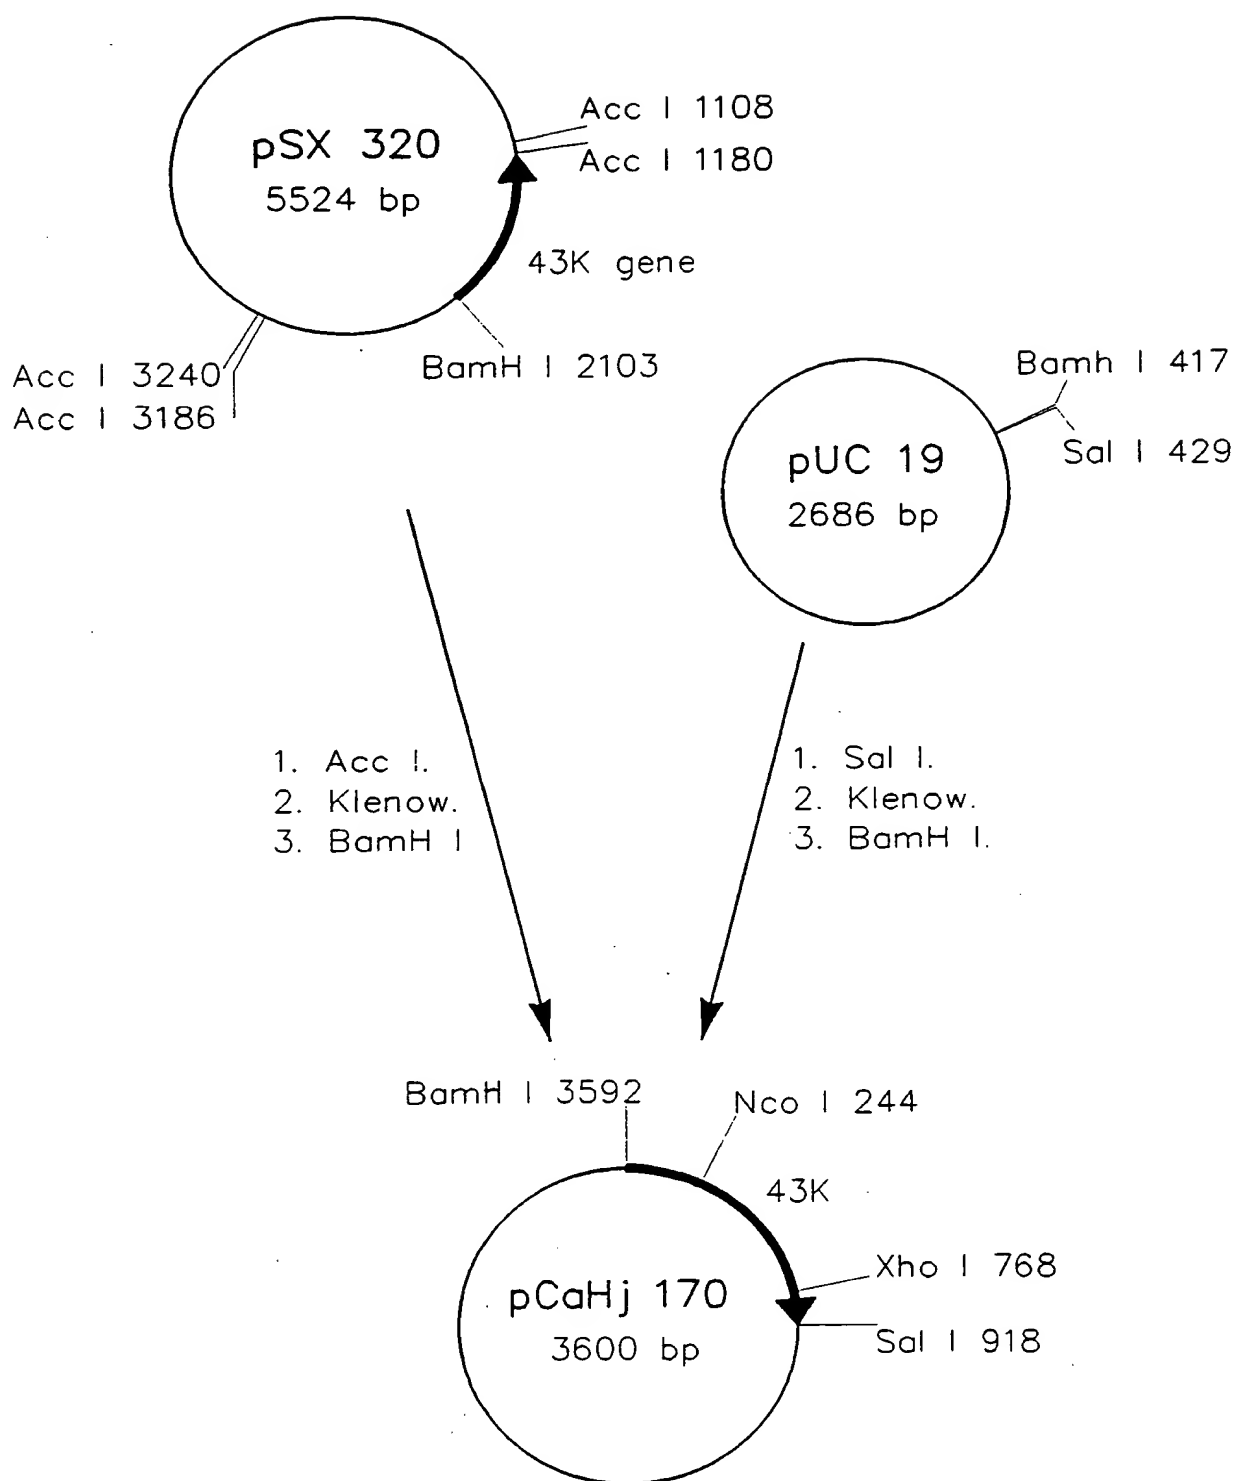 pSX 320
5524 bp
Acc I 1108
Acc I 1180
43K gene
BamH I 2103
Acc I 3240
Acc I 3186
Bamh I 417
Sal I 429
pUC 19
2686 bp
1. Acc I.
2. Klenow.
3. BamH I
1. Sal I.
2. Klenow.
3. BamH I.
BamH I 3592
Nco I 244
43K
Xho I 768
Sal I 918
pCaHj 170
3600 bp